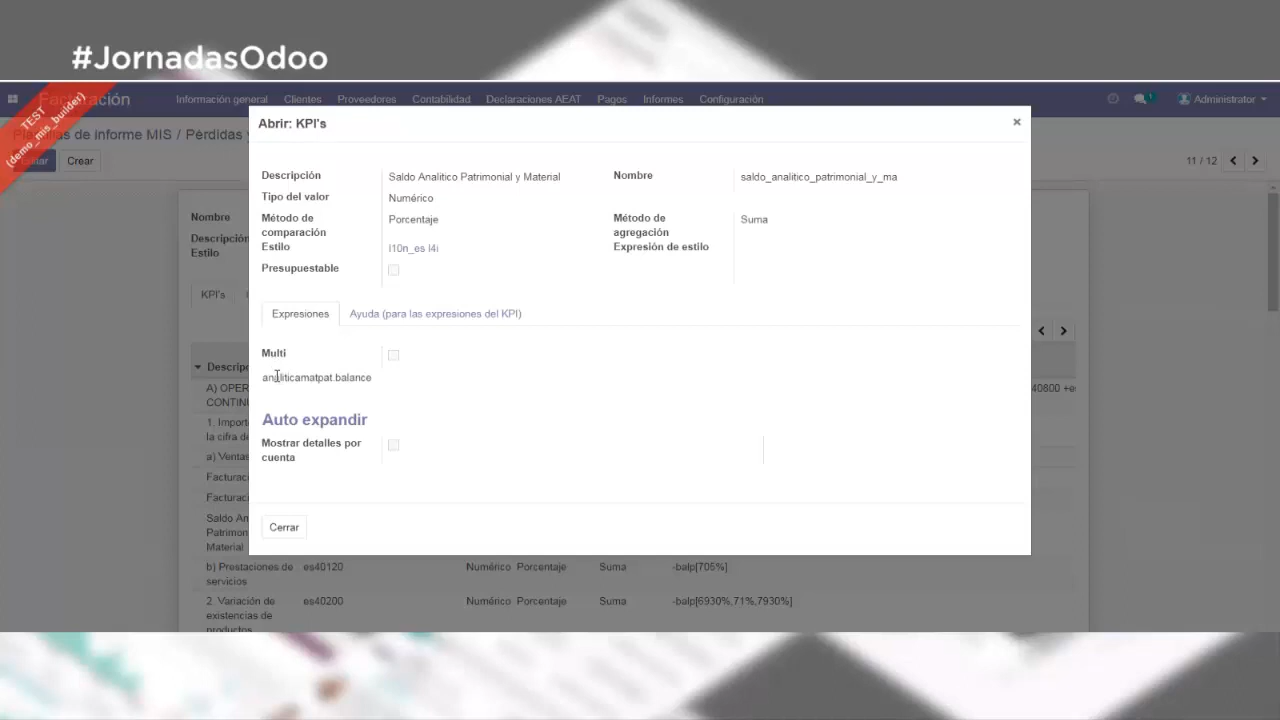 #JornadasOdoo
TEST
(demo_mis_builder)
Facturación
Información general
Clientes
Proveedores
Contabilidad
Declaraciones AEAT
Pagos
Informes
Configuración
1
Administrator
de informe MIS / Pérdidas y
Crear
11 / 12
Abrir: KPI's
×
Descripción Saldo Analítico Patrimonial y Material
Nombre saldo_analitico_patrimonial_y_ma
Tipo del valor Numérico
Método de
comparación
Porcentaje
Método de
agregación
Suma
Estilo l10n_es l4i
Expresión de estilo
Presupuestable
Expresiones
Ayuda (para las expresiones del KPI)
Multi
analiticamatpat.balance
Auto expandir
Mostrar detalles por
cuenta
Cerrar
Nombre
Descripción
Estilo
KPI's
Descrip
A) OPER
CONTINU
40800 +e
1. Import
la cifra de
a) Ventas
Facturaci
Facturaci
Saldo An
Patrimon
Material
b) Prestaciones de
servicios
es40120 Numérico Porcentaje Suma -balp[705%]
2. Variación de
existencias de
productos
es40200 Numérico Porcentaje Suma -balp[6930%,71%,7930%]